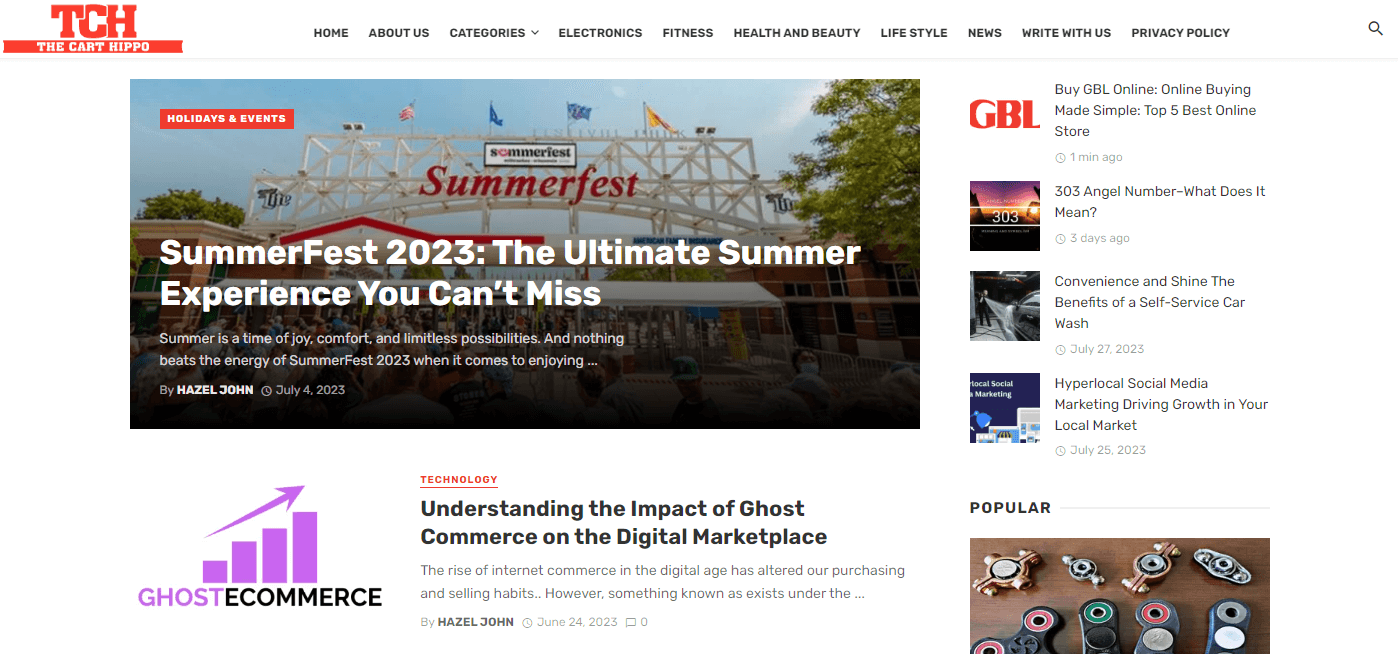 TCH
THE CART HIPPO
HOME ABOUT US CATEGORIES ELECTRONICS FITNESS HEALTH AND BEAUTY LIFE STYLE NEWS WRITE WITH US PRIVACY POLICY
HOLIDAYS & EVENTS
sommerfest
The
Summerfest
AMERICAN FAMILY INSURANCE
SummerFest 2023: The Ultimate Summer
Experience You Can't Miss
Summer is a time of joy, comfort, and limitless possibilities. And nothing
beats the energy of SummerFest 2023 when it comes to enjoying ...
By HAZEL JOHN July 4, 2023
GHOSTECOMMERCE
TECHNOLOGY
Understanding the Impact of Ghost
Commerce on the Digital Marketplace
The rise of internet commerce in the digital age has altered our purchasing
and selling habits.. However, something known as exists under the ...
By HAZEL JOHN June 24, 2023 0
GBL
Buy GBL Online: Online Buying
Made Simple: Top 5 Best Online
Store
1 min ago
303
303 Angel Number–What Does It
Mean?
3 days ago
Convenience and Shine The
Benefits of a Self-Service Car
Wash
July 27, 2023
local Social
Marketing
Hyperlocal Social Media
Marketing Driving Growth in Your
Local Market
July 25, 2023
POPULAR